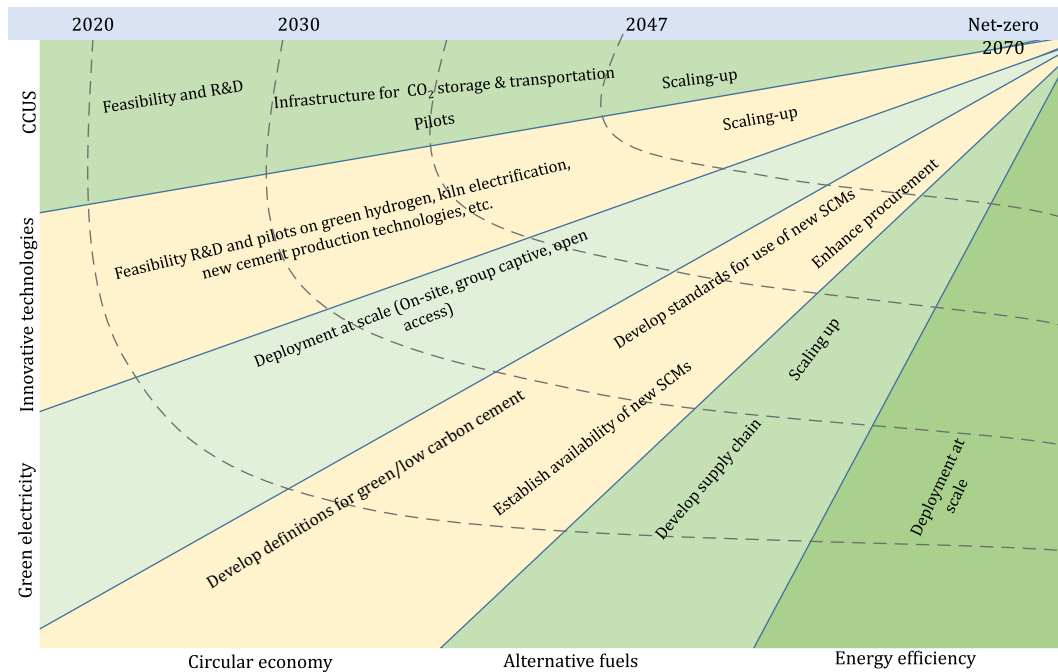 2020
2030
2047
Net-zero
2070
CCUS
Feasibility and R&D
Infrastructure for CO₂ storage & transportation
Pilots
Scaling-up
Innovative technologies
Feasibility R&D and pilots on green hydrogen, kiln electrification,
new cement production technologies, etc.
Scaling-up
Green electricity
Deployment at scale (On-site, group captive, open
access)
Develop definitions for green/low carbon cement
Establish availability of new SCMs
Develop standards for use of new SCMs
Enhance procurement
Develop supply chain
Scaling up
Deployment at
scale
Circular economy
Alternative fuels
Energy efficiency